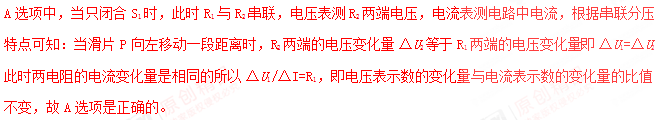 A 选项中，当只闭合 S₁时，此时 R₁与 R₂串联，电压表测 R₂两端电压，电流表测电路中电流，根据串联分压
特点可知：当滑片 P 向左移动一段距离时，R₂两端的电压变化量 △U₂等于 R₁两端的电压变化量即 △U₂=△U₁
此时两电阻的电流变化量是相同的所以 △U₁/△I=R₁，即电压表示数的变化量与电流表示数的变化量的比值
不变，故 A 选项是正确的。